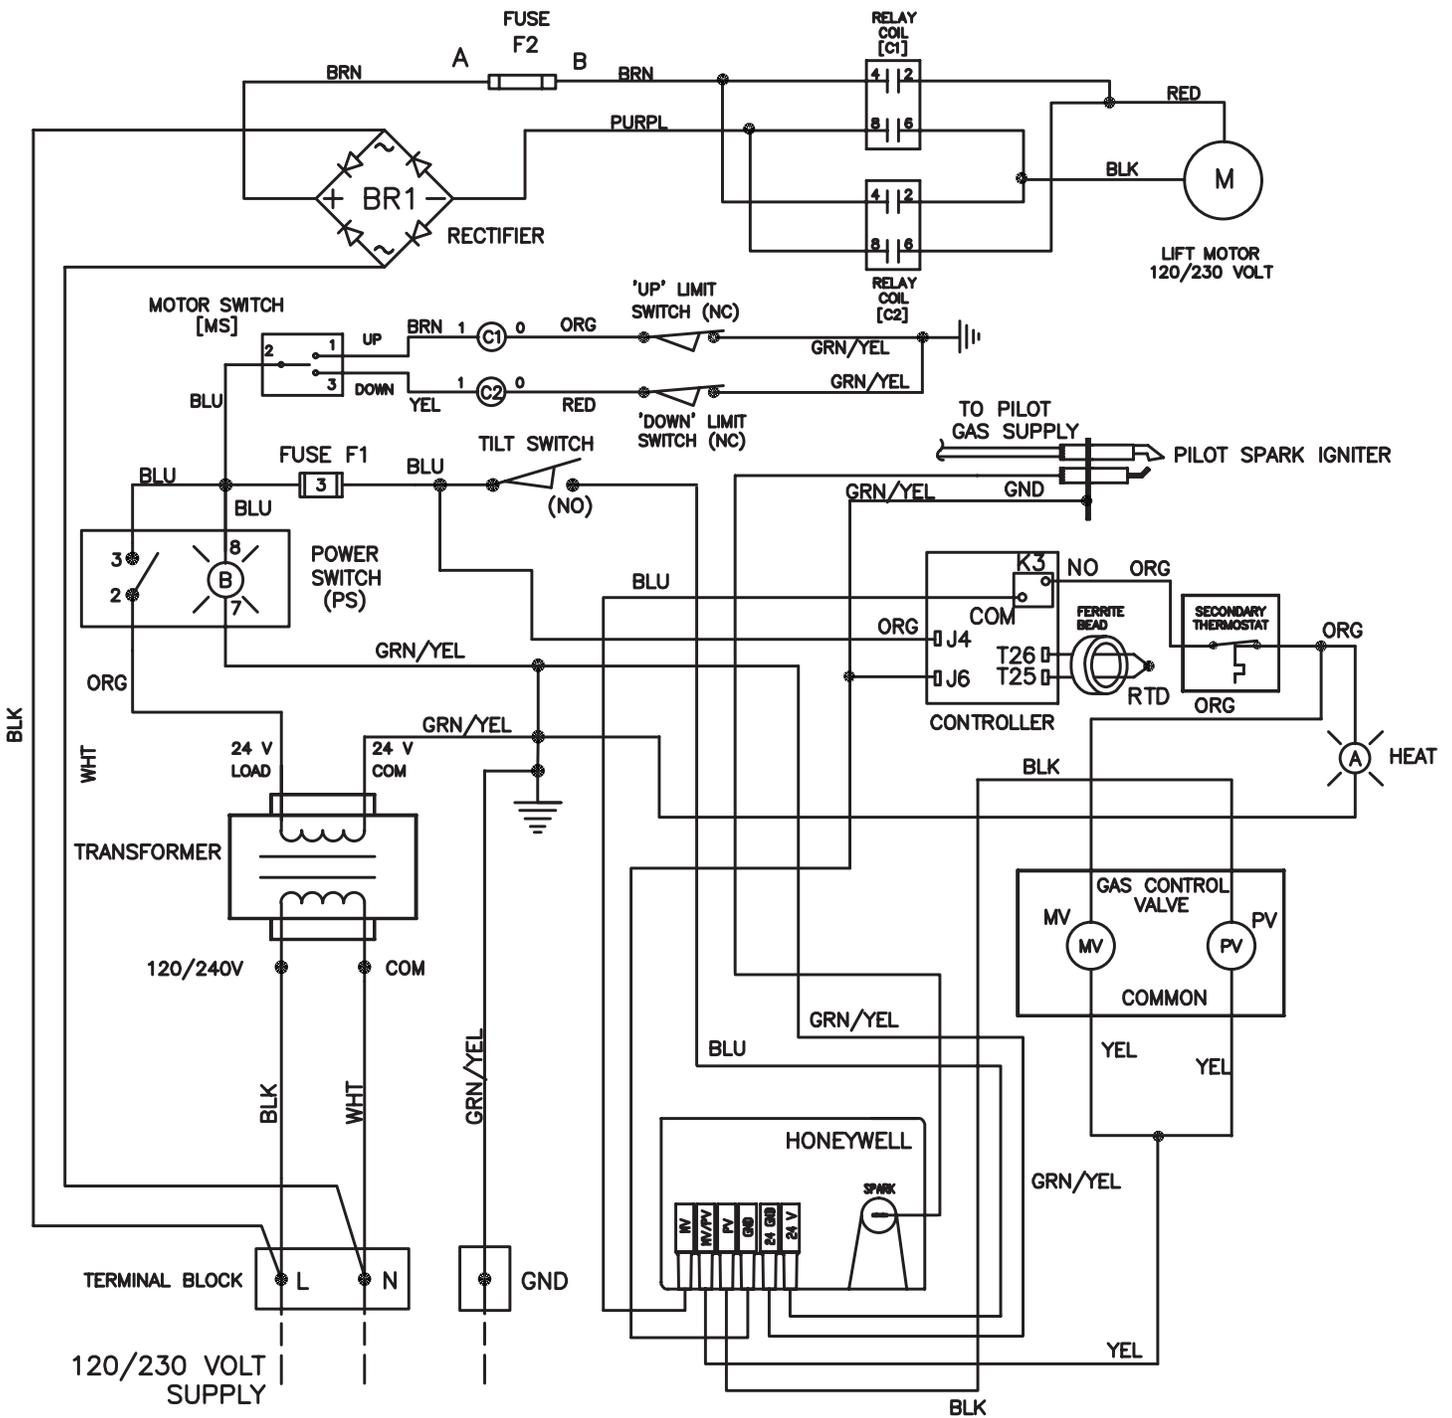 FUSE
F2
A
B
BRN
BRN
RELAY
COIL
[C1]
4 2
8 6
RED
PURPL
BLK
M
LIFT MOTOR
120/230 VOLT
4 2
8 6
RELAY
COIL
[C2]
~
+ BR1 −
~
RECTIFIER
MOTOR SWITCH
[MS]
2
1
3
UP
DOWN
BRN 1
C1
0
ORG
'UP' LIMIT
SWITCH (NC)
GRN/YEL
YEL
1
C2
0
RED
'DOWN' LIMIT
SWITCH (NC)
GRN/YEL
BLU
FUSE F1
3
BLU
TILT SWITCH
(NO)
BLU
BLU
TO PILOT
GAS SUPPLY
PILOT SPARK IGNITER
GRN/YEL
GND
3
2
8
B
7
POWER
SWITCH
(PS)
BLU
K3
NO
ORG
COM
ORG
J4
J6
T26
T25
FERRITE
BEAD
RTD
CONTROLLER
SECONDARY
THERMOSTAT
ORG
ORG
GRN/YEL
ORG
BLK
WHT
24 V
LOAD
24 V
COM
GRN/YEL
A
HEAT
BLK
TRANSFORMER
GAS CONTROL
VALVE
MV
MV
PV
PV
COMMON
120/240V
COM
GRN/YEL
BLU
YEL
YEL
BLK
WHT
GRN/YEL
HONEYWELL
SPARK
MV
MV/PV
PV
GND
24 GND
24 V
GRN/YEL
TERMINAL BLOCK
L
N
GND
YEL
BLK
120/230 VOLT
SUPPLY